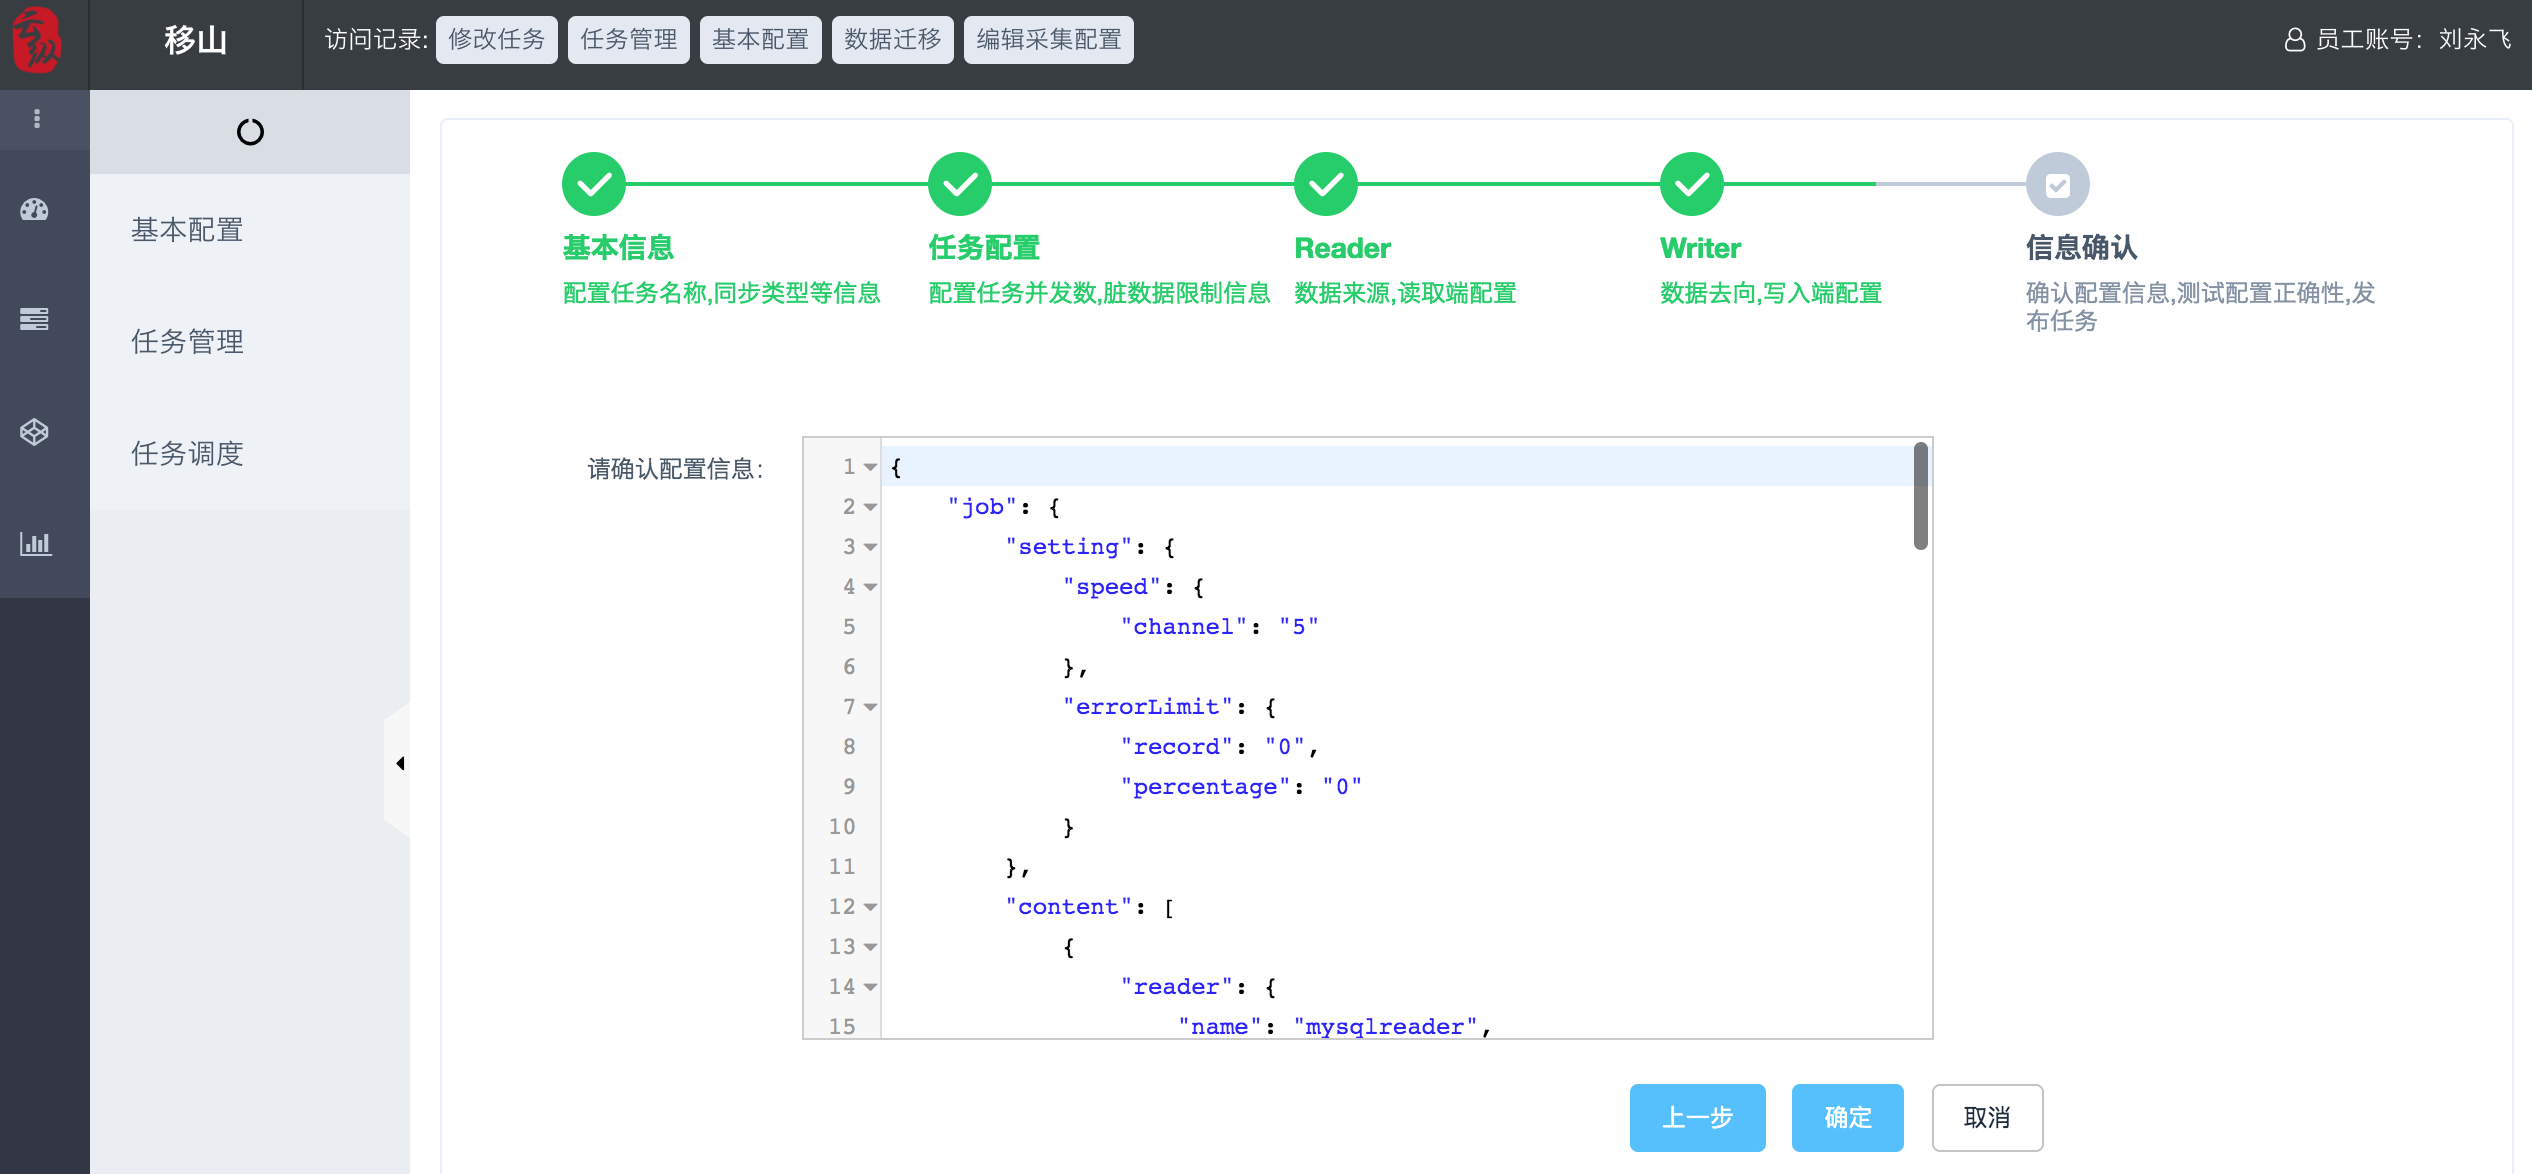 云纵
移山
访问记录: 修改任务 任务管理 基本配置 数据迁移 编辑采集配置
员工账号: 刘永飞
基本配置
任务管理
任务调度
基本信息
配置任务名称,同步类型等信息
任务配置
配置任务并发数,脏数据限制信息
Reader
数据来源,读取端配置
Writer
数据去向,写入端配置
信息确认
确认配置信息,测试配置正确性,发
布任务
请确认配置信息:
1 {
2 "job": {
3 "setting": {
4 "speed": {
5 "channel": "5"
6 },
7 "errorLimit": {
8 "record": "0",
9 "percentage": "0"
10 }
11 },
12 "content": [
13 {
14 "reader": {
15 "name": "mysqlreader",
上一步 确定 取消